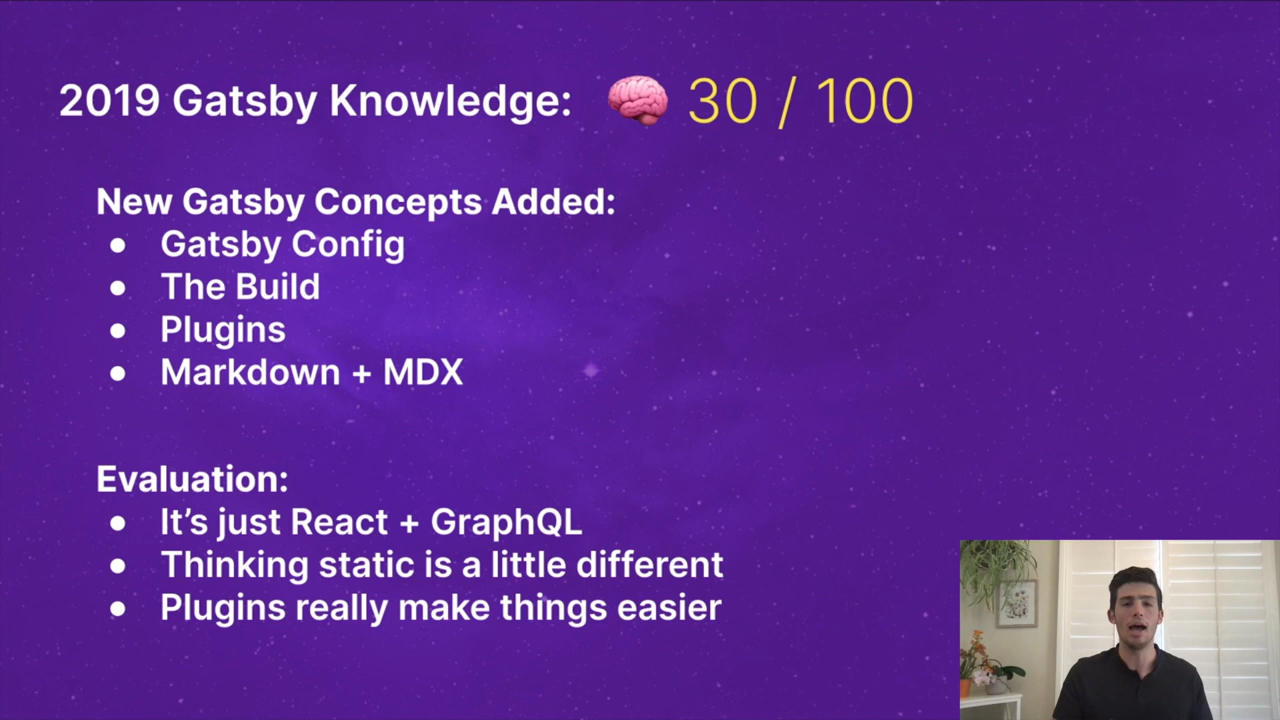 2019 Gatsby Knowledge: 🧠 30 / 100
New Gatsby Concepts Added:
● Gatsby Config
● The Build
● Plugins
● Markdown + MDX
Evaluation:
● It’s just React + GraphQL
● Thinking static is a little different
● Plugins really make things easier